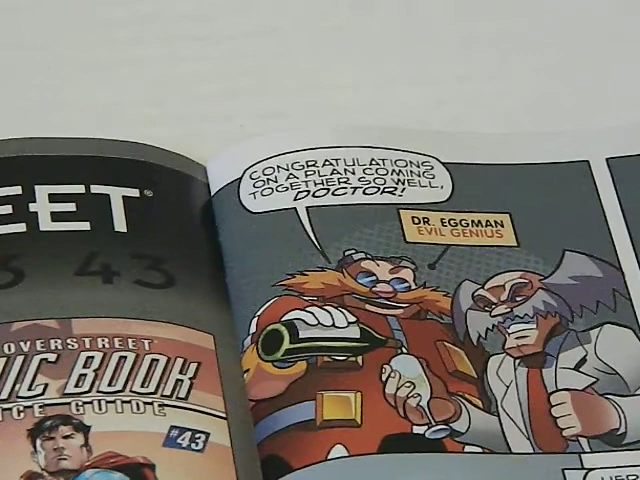 EET®
43
OVERSTREET®
IC BOOK
CE GUIDE
#43
CONGRATULATIONS
ON A PLAN COMING
TOGETHER SO WELL,
DOCTOR!
DR. EGGMAN
EVIL GENIUS